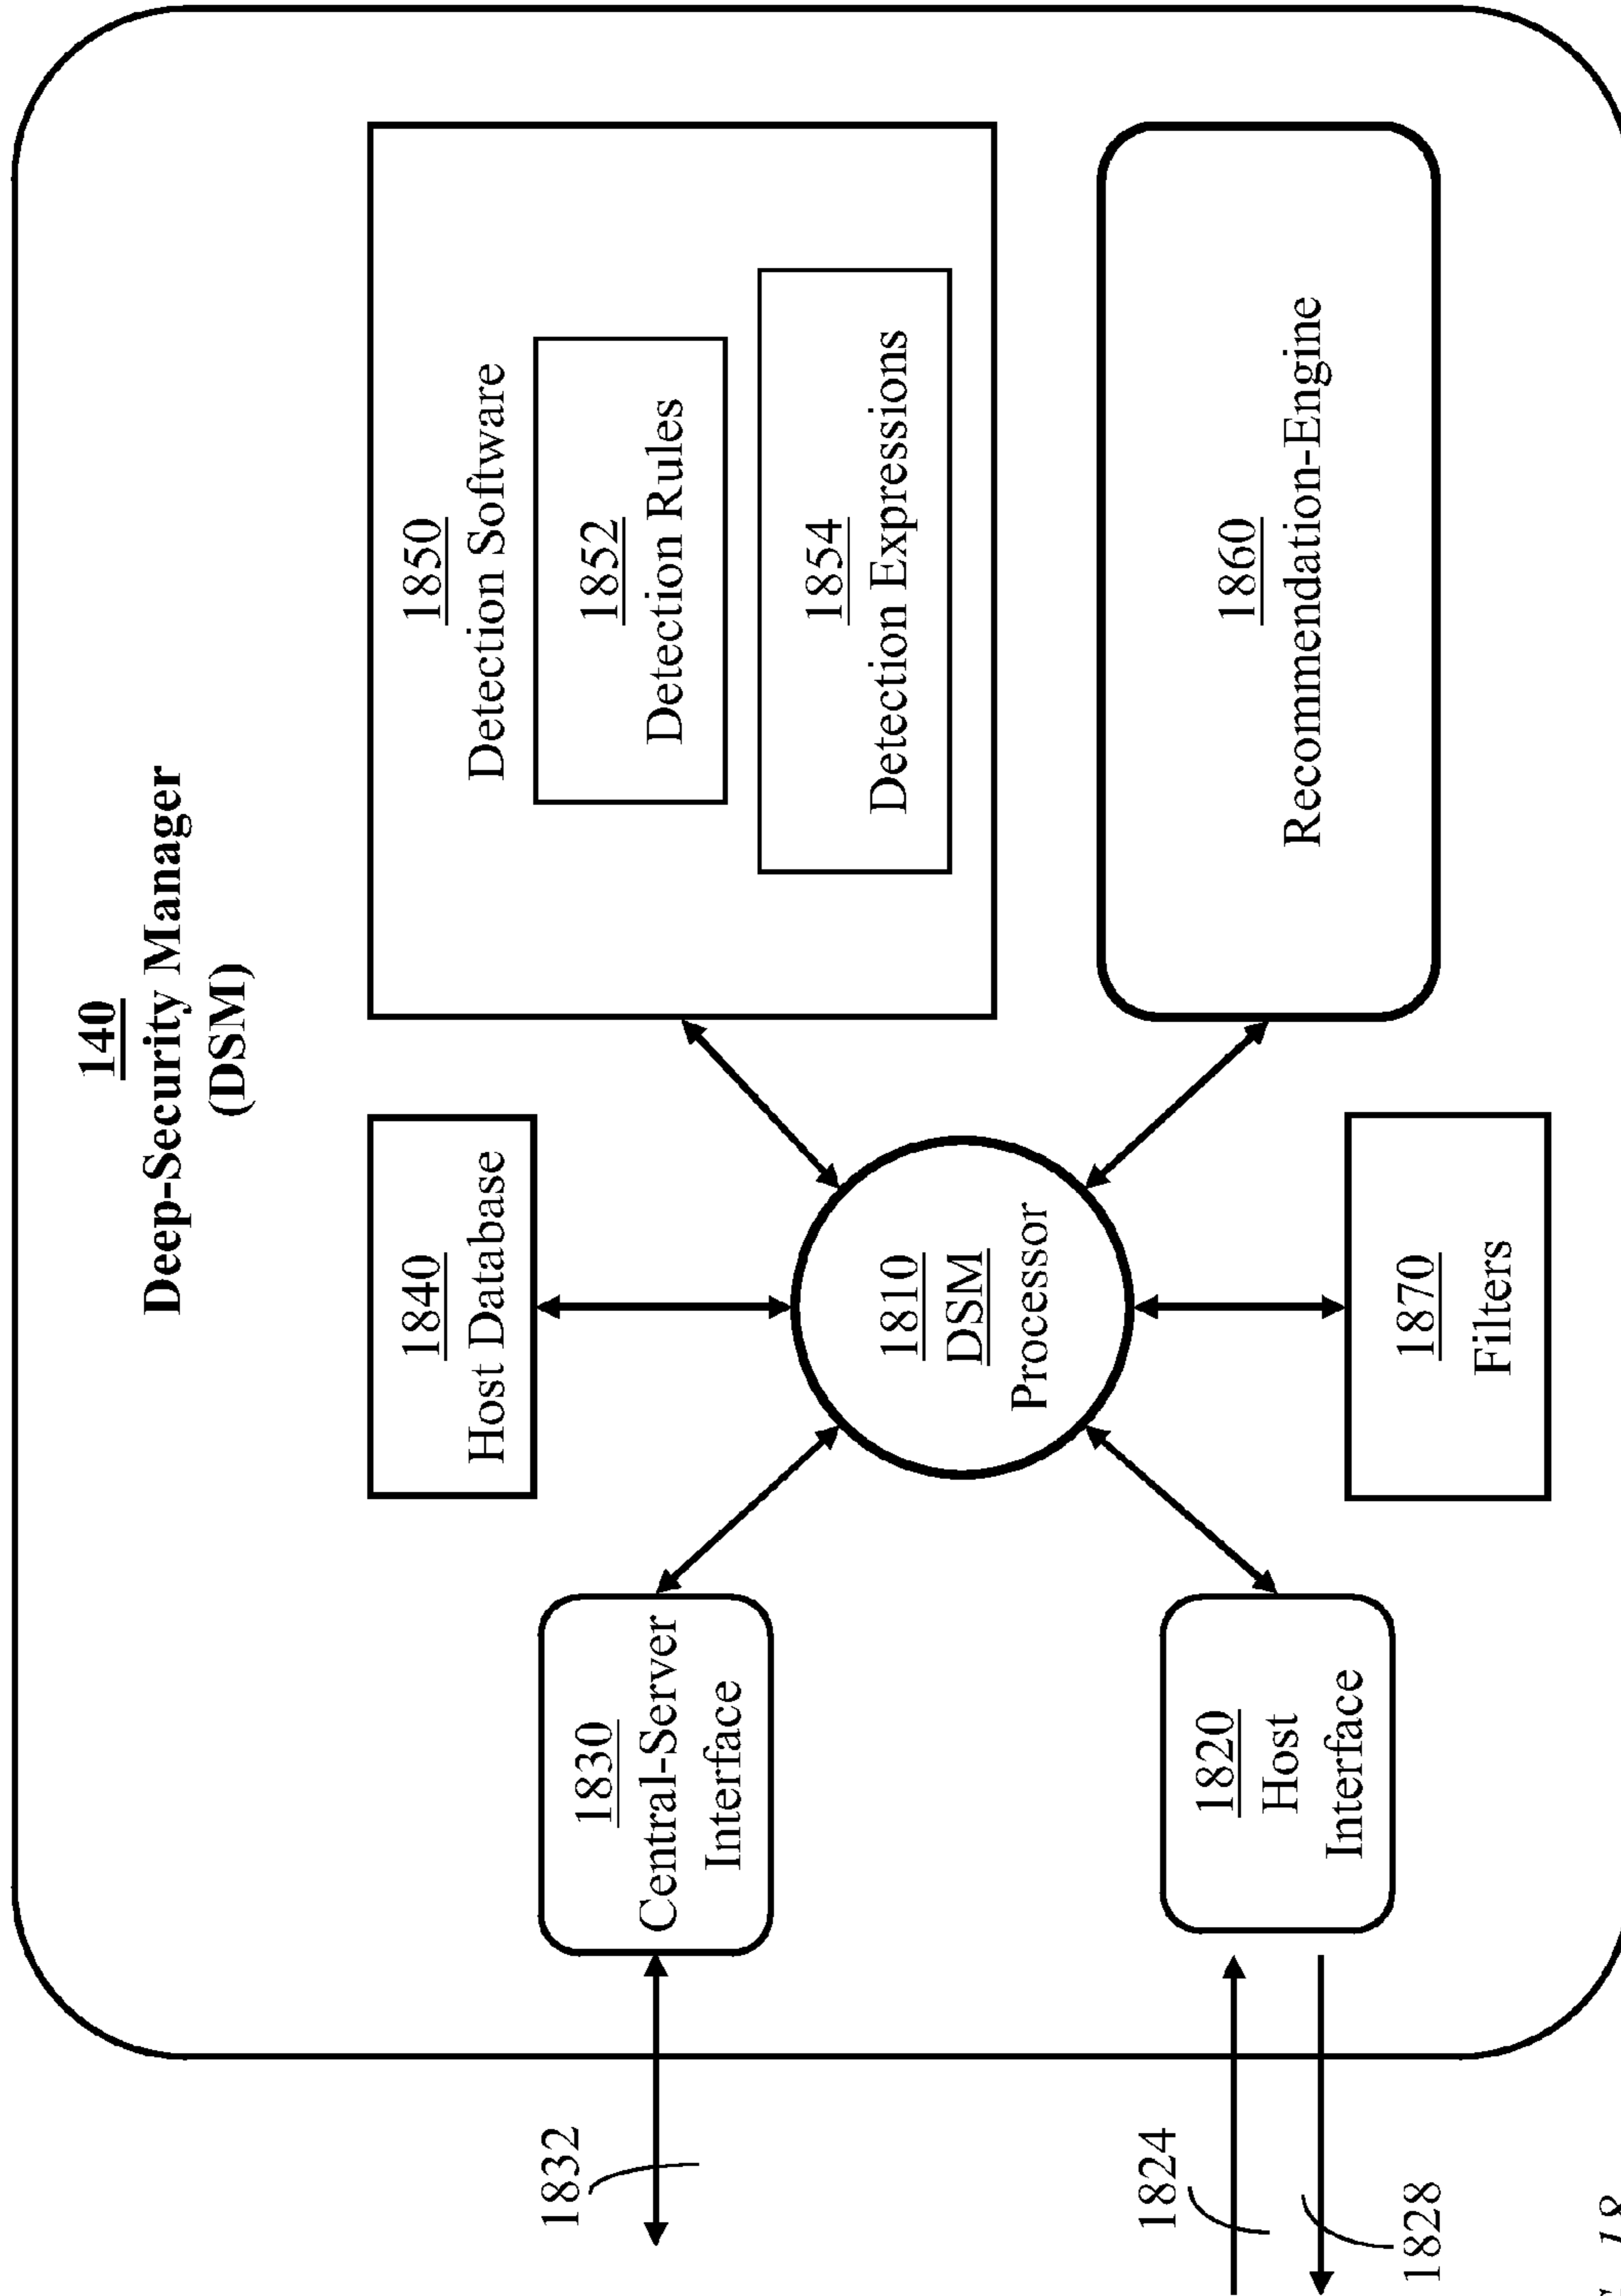 140
Deep-Security Manager
(DSM)
1840
Host Database
1850
Detection Software
1852
Detection Rules
1854
Detection Expressions
1830
Central-Server
Interface
1832
1810
DSM
Processor
1820
Host
Interface
1824
1828
1870
Filters
1860
Recommendation-Engine
18